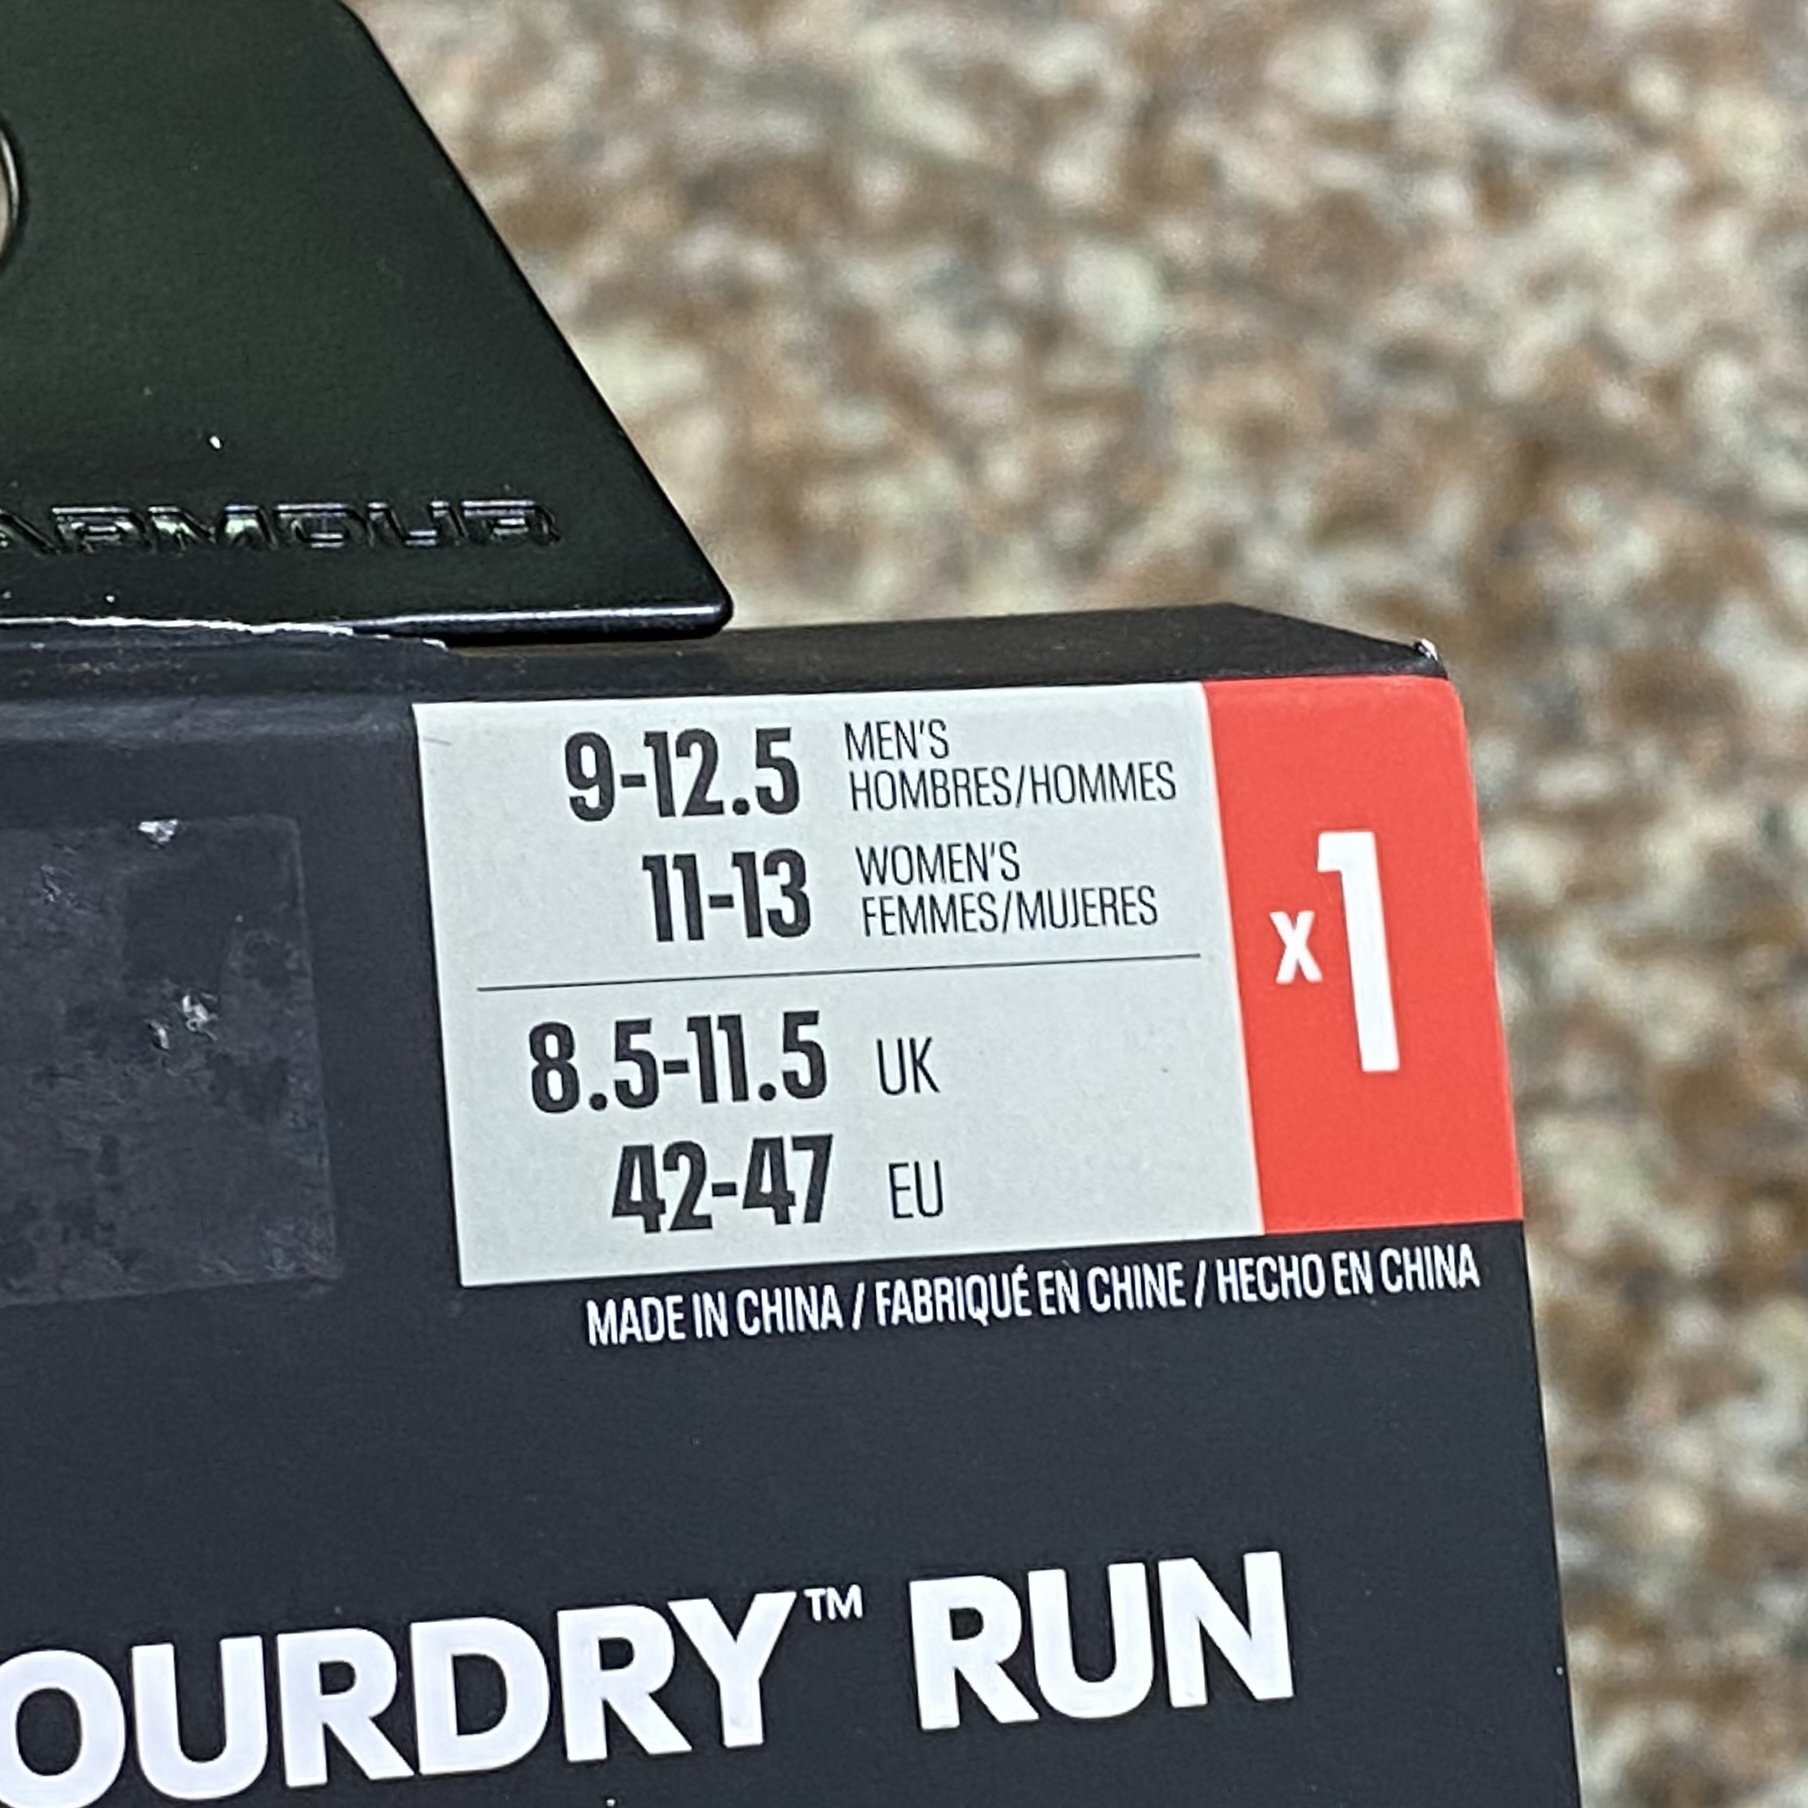 ARMOUR
9-12.5 MEN'S
HOMBRES/HOMMES
11-13 WOMEN'S
FEMMES/MUJERES
x1
8.5-11.5 UK
42-47 EU
MADE IN CHINA / FABRIQUÉ EN CHINE / HECHO EN CHINA
OURDRY™ RUN